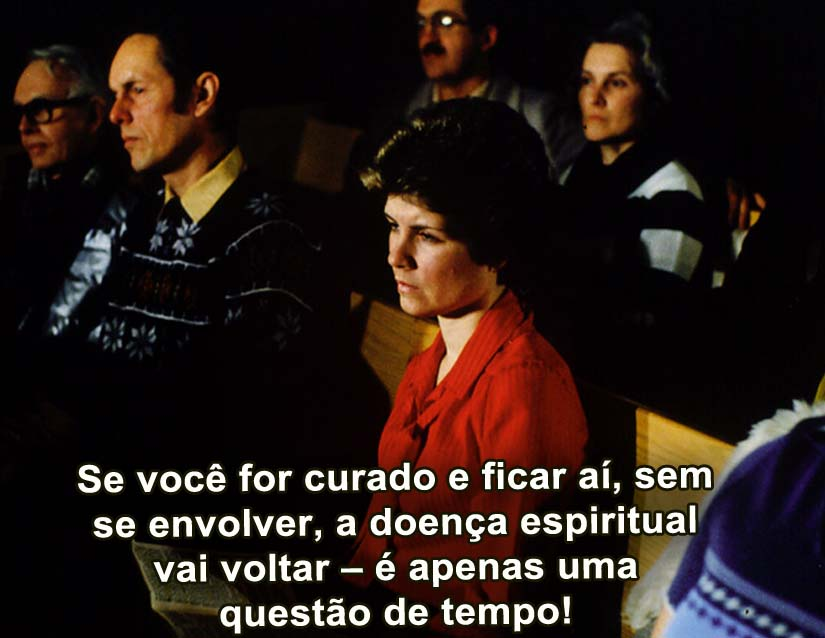 Se você for curado e ficar aí, sem
se envolver, a doença espiritual
vai voltar – é apenas uma
questão de tempo!